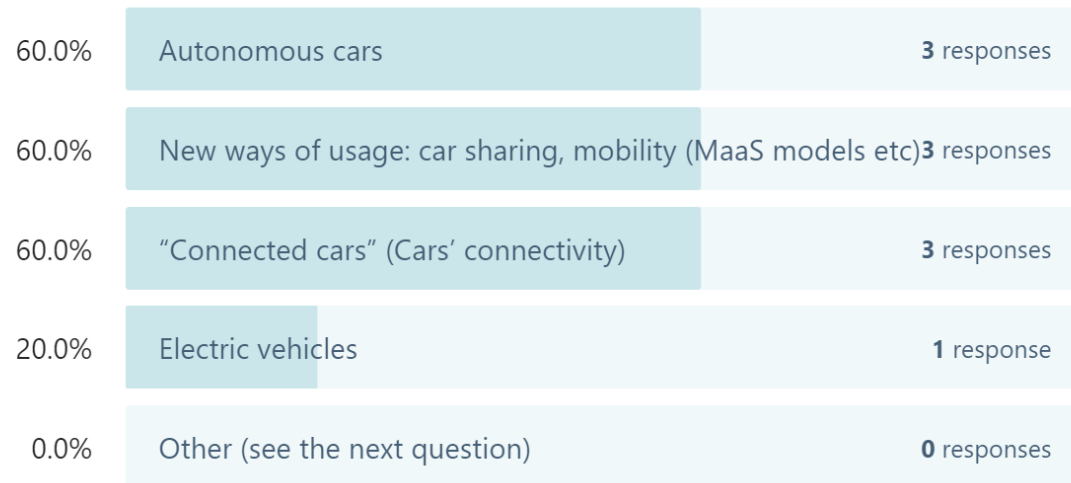 60.0% Autonomous cars 3 responses
60.0% New ways of usage: car sharing, mobility (MaaS models etc) 3 responses
60.0% “Connected cars” (Cars’ connectivity) 3 responses
20.0% Electric vehicles 1 response
0.0% Other (see the next question) 0 responses